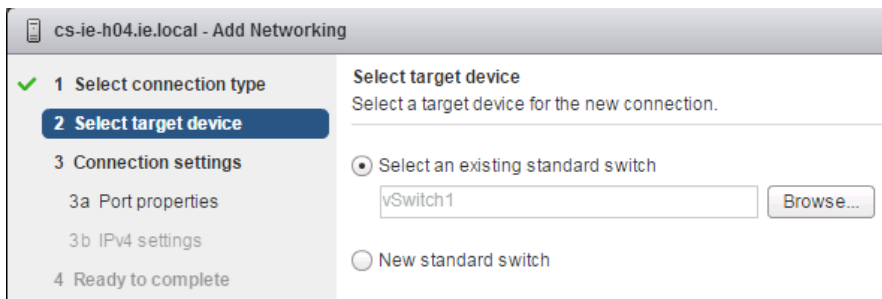 cs-ie-h04.ie.local - Add Networking
1 Select connection type
2 Select target device
3 Connection settings
3a Port properties
3b IPv4 settings
4 Ready to complete
Select target device
Select a target device for the new connection.
Select an existing standard switch
vSwitch1
Browse...
New standard switch